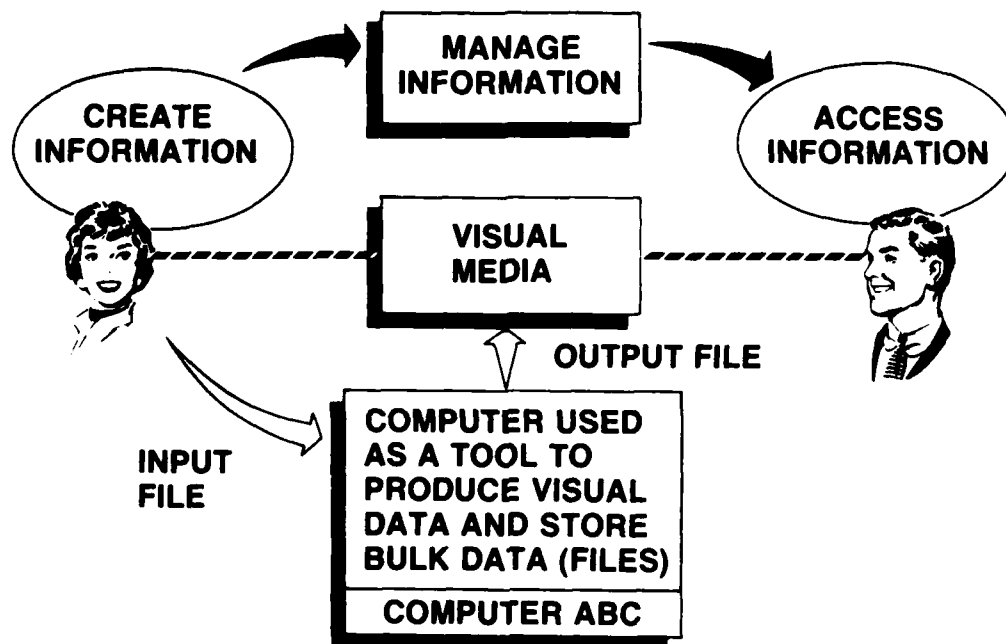 MANAGE
INFORMATION
CREATE
INFORMATION
ACCESS
INFORMATION
VISUAL
MEDIA
OUTPUT FILE
INPUT
FILE
COMPUTER USED
AS A TOOL TO
PRODUCE VISUAL
DATA AND STORE
BULK DATA (FILES)
COMPUTER ABC